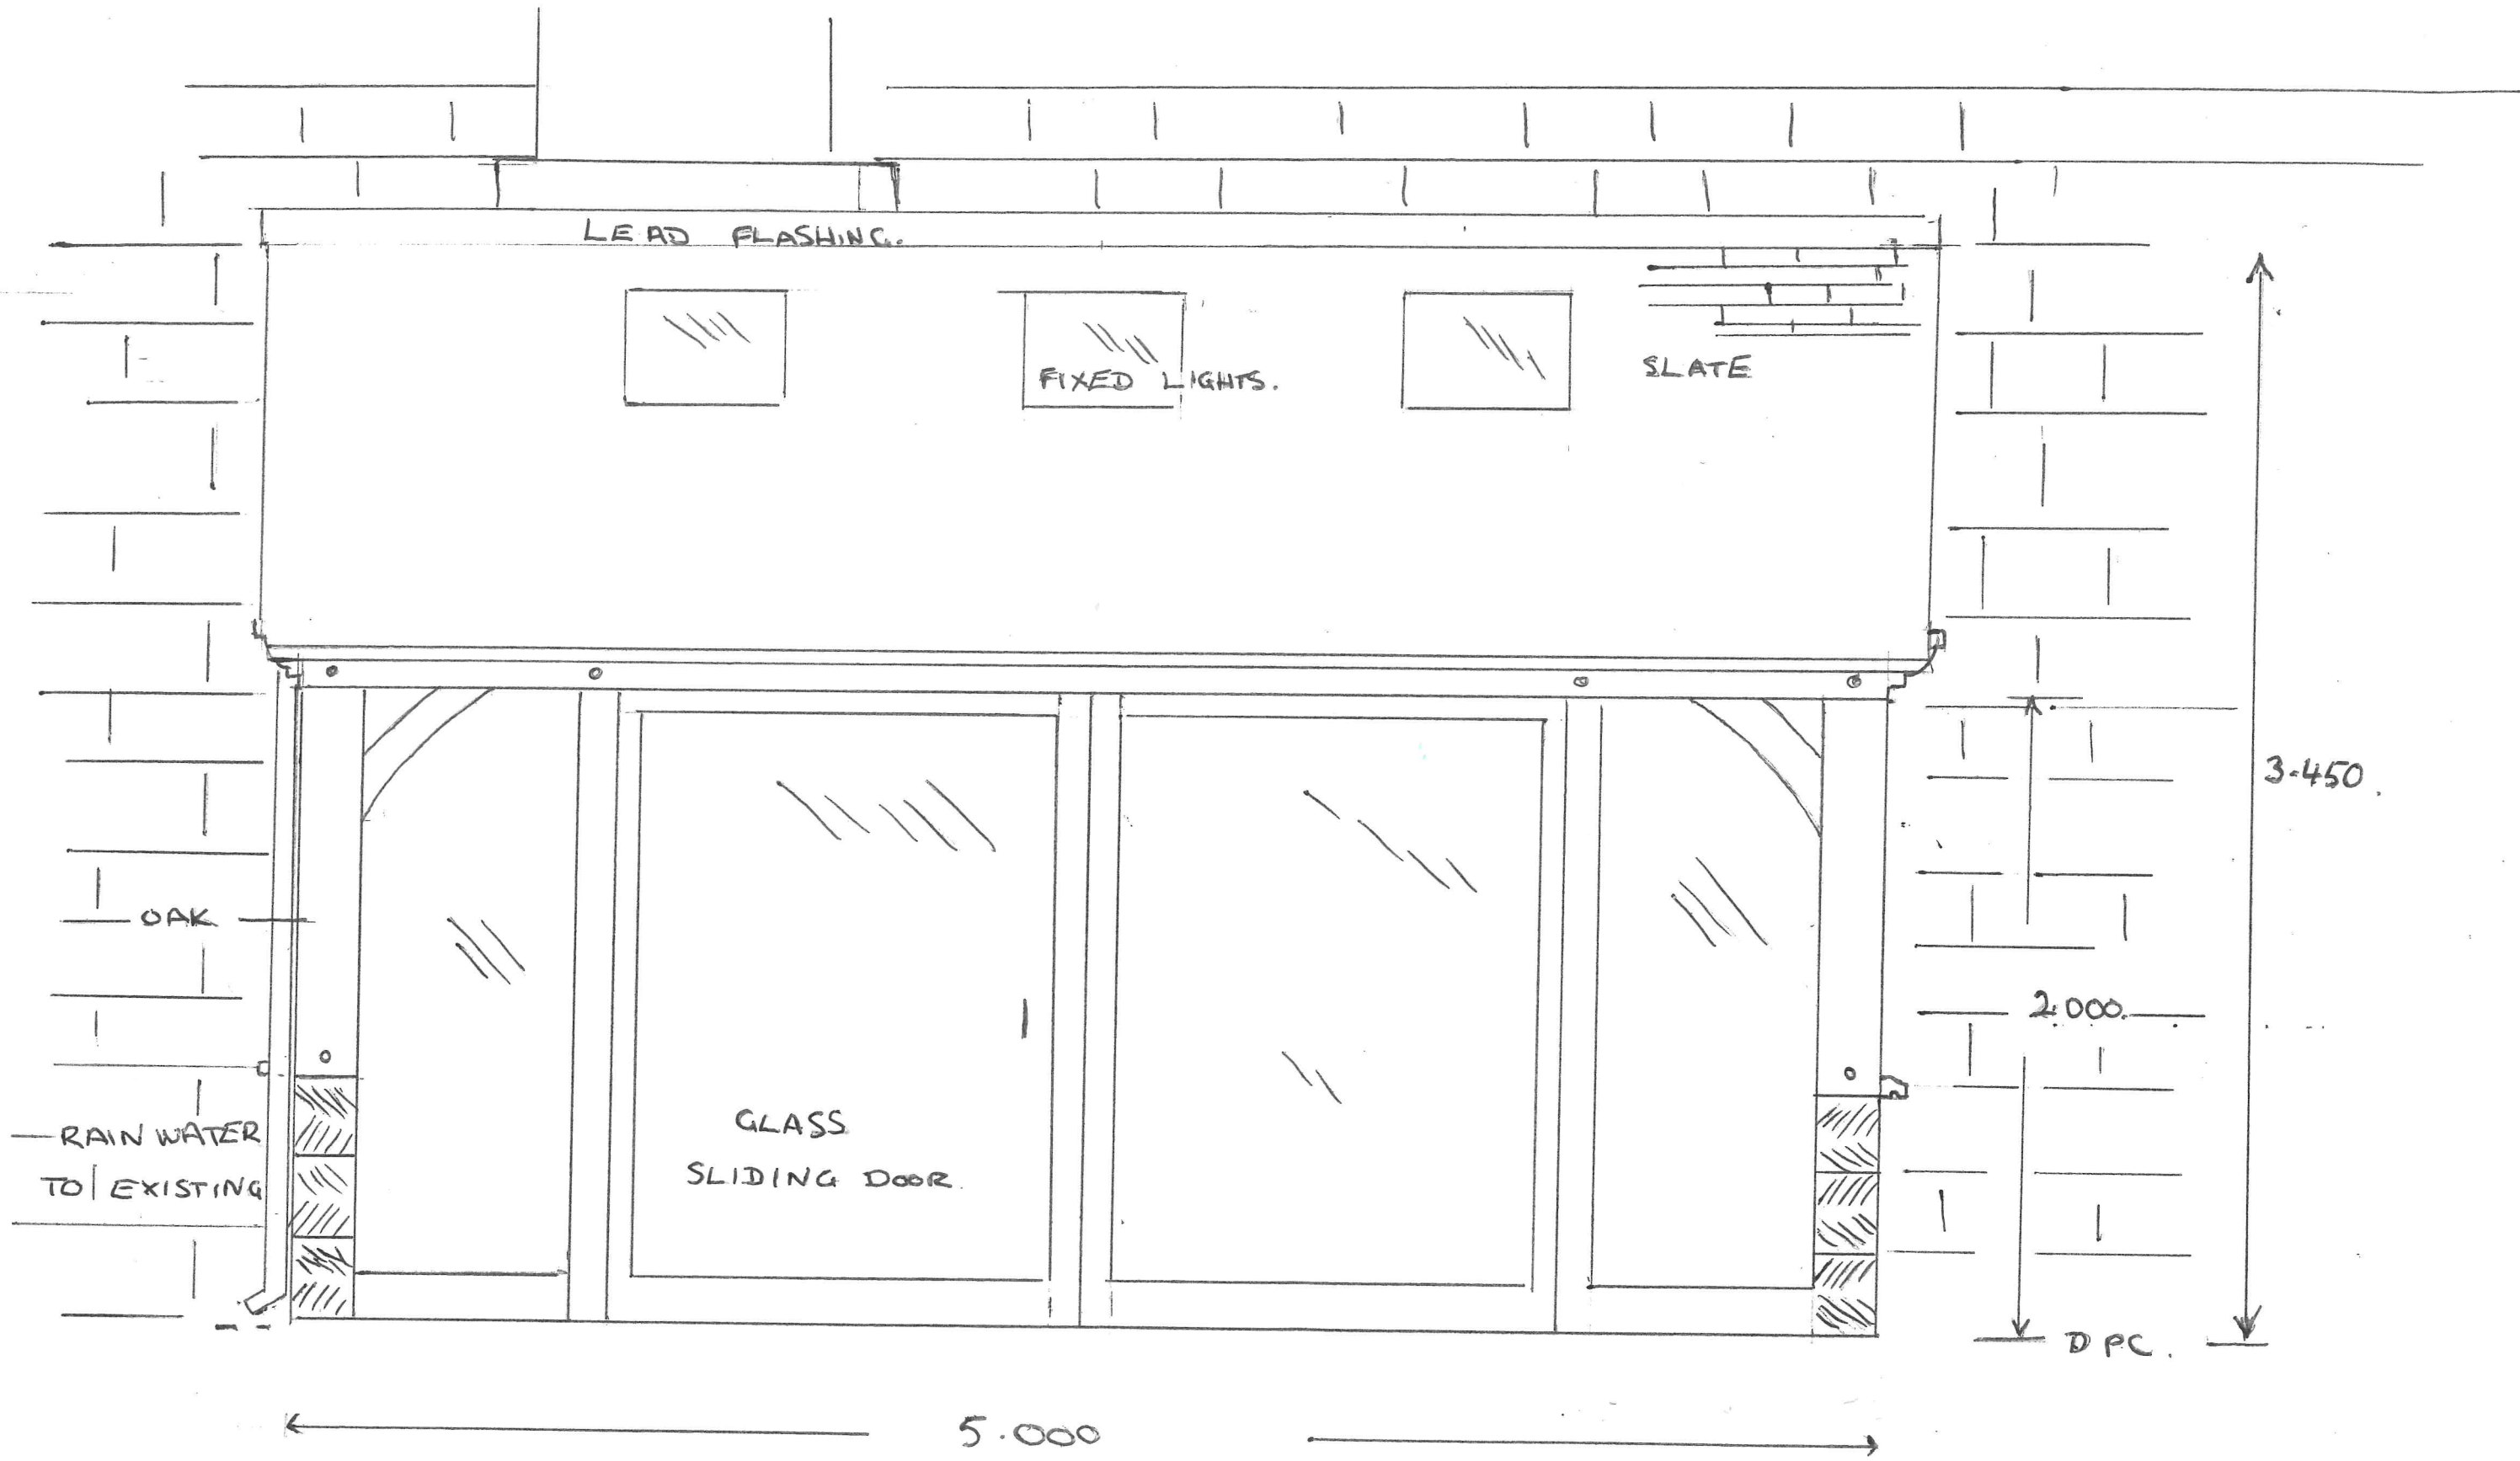 LEAD FLASHING.
FIXED LIGHTS.
SLATE
3.450.
OAK
2.000.
RAIN WATER
TO EXISTING
GLASS
SLIDING DOOR.
DPC.
5.000